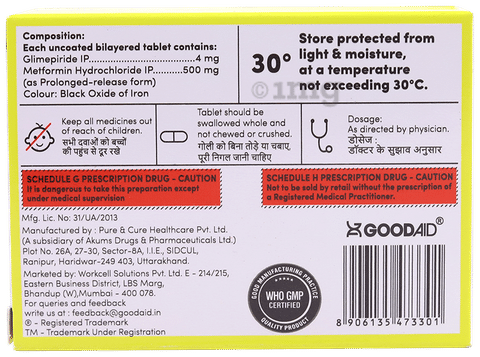 Composition:
Each uncoated bilayered tablet contains:
Glimepiride IP.....................4 mg
Metformin Hydrochloride IP...........500 mg
(as Prolonged-release form)
Colour: Black Oxide of Iron
30°
Store protected from
light & moisture,
at a temperature
not exceeding 30°C.
© 1mg
Keep all medicines out
of reach of children.
सभी दवाओं को बच्चों
की पहुंच से दूर रखे
Tablet should be
swallowed whole and
not chewed or crushed.
गोली को बिना तोड़े या चबाए,
पूरी निगल जानी चाहिए
Dosage:
As directed by physician.
डोसेज :
डॉक्टर के सुझाव अनुसार
SCHEDULE G PRESCRIPTION DRUG - CAUTION
It is dangerous to take this preparation except
under medical supervision
SCHEDULE H PRESCRIPTION DRUG - CAUTION
Not to be sold by retail without the prescription of
a Registered Medical Practitioner.
Mfg. Lic. No: 31/UA/2013
Manufactured by : Pure & Cure Healthcare Pvt. Ltd.
(A subsidiary of Akums Drugs & Pharmaceuticals Ltd.)
Plot No. 26A, 27-30, Sector-8A, I.I.E., SIDCUL,
Ranipur, Haridwar-249 403, Uttarakhand.
Marketed by: Workcell Solutions Pvt. Ltd. E - 214/215,
Eastern Business District, LBS Marg,
Bhandup (W),Mumbai - 400 078.
For queries and feedback
write to us : feedback@goodaid.in
® - Registered Trademark
TM - Trademark Under Registration
GOOD MANUFACTURING PRACTICE
WHO GMP
CERTIFIED
QUALITY PRODUCT
GOODAID®
8 906135 473301